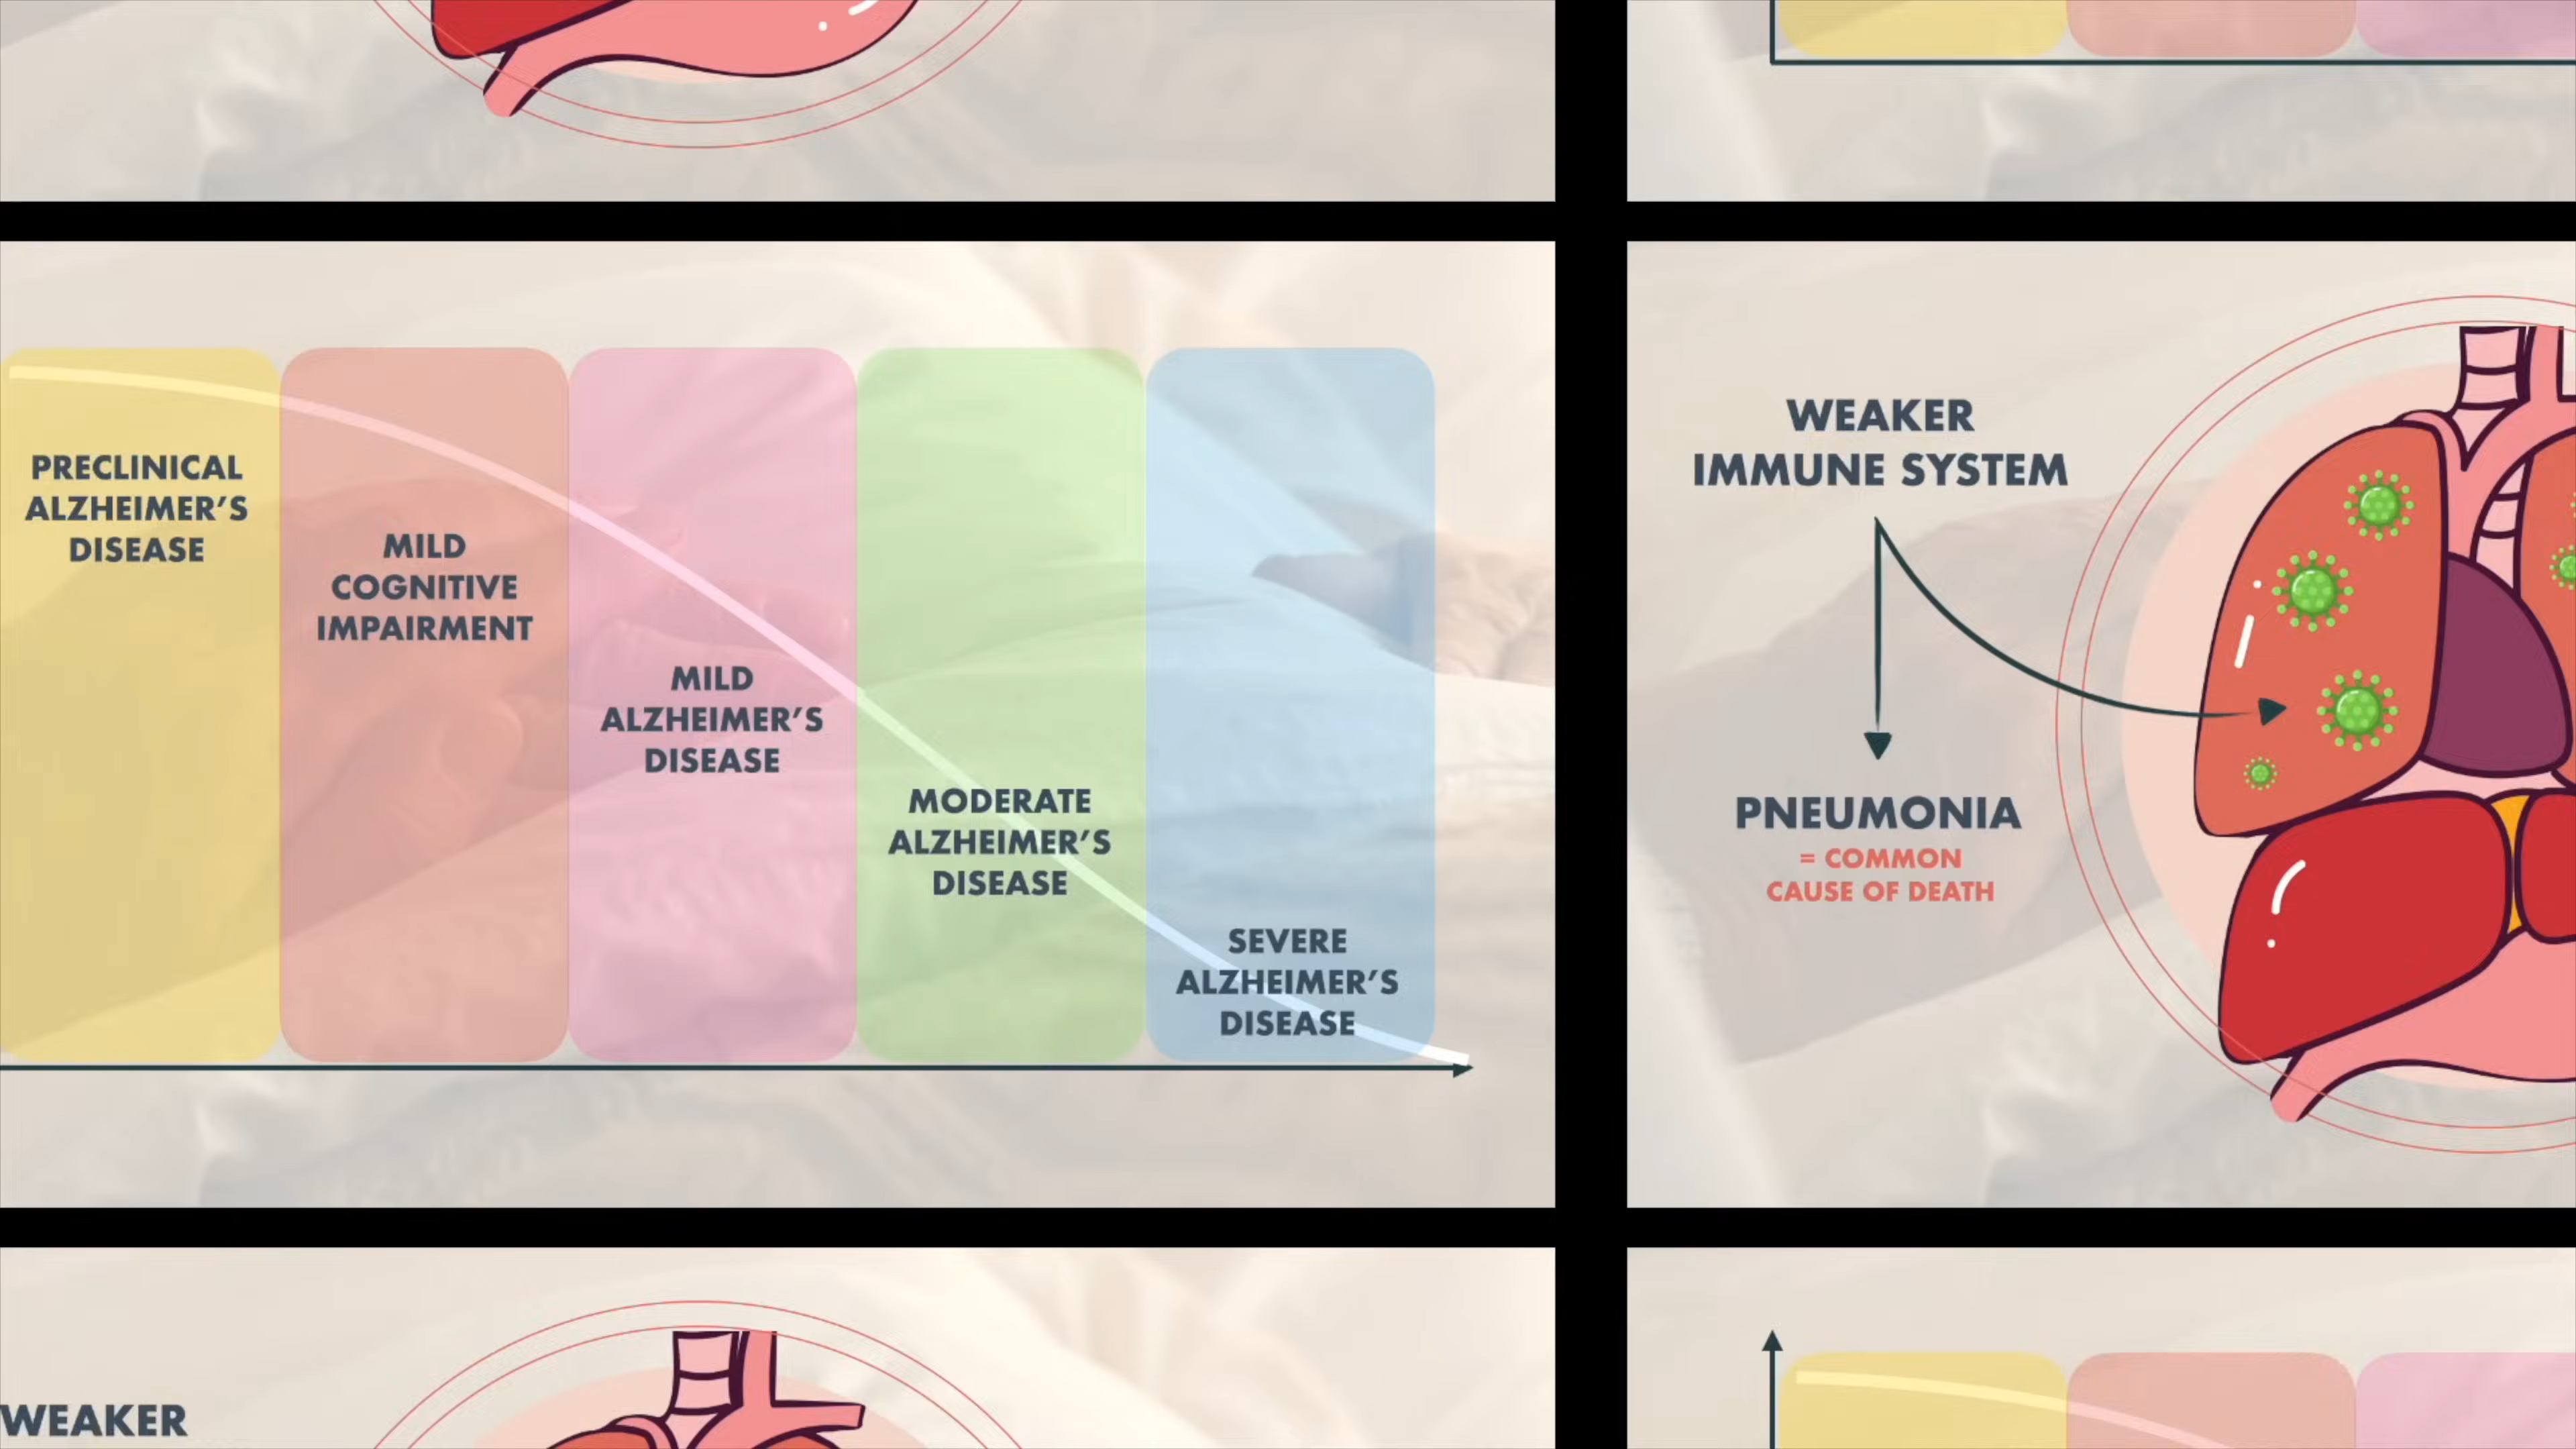 PRECLINICAL
ALZHEIMER’S
DISEASE
MILD
COGNITIVE
IMPAIRMENT
MILD
ALZHEIMER’S
DISEASE
MODERATE
ALZHEIMER’S
DISEASE
SEVERE
ALZHEIMER’S
DISEASE
WEAKER
IMMUNE SYSTEM
PNEUMONIA
= COMMON
CAUSE OF DEATH
WEAKER